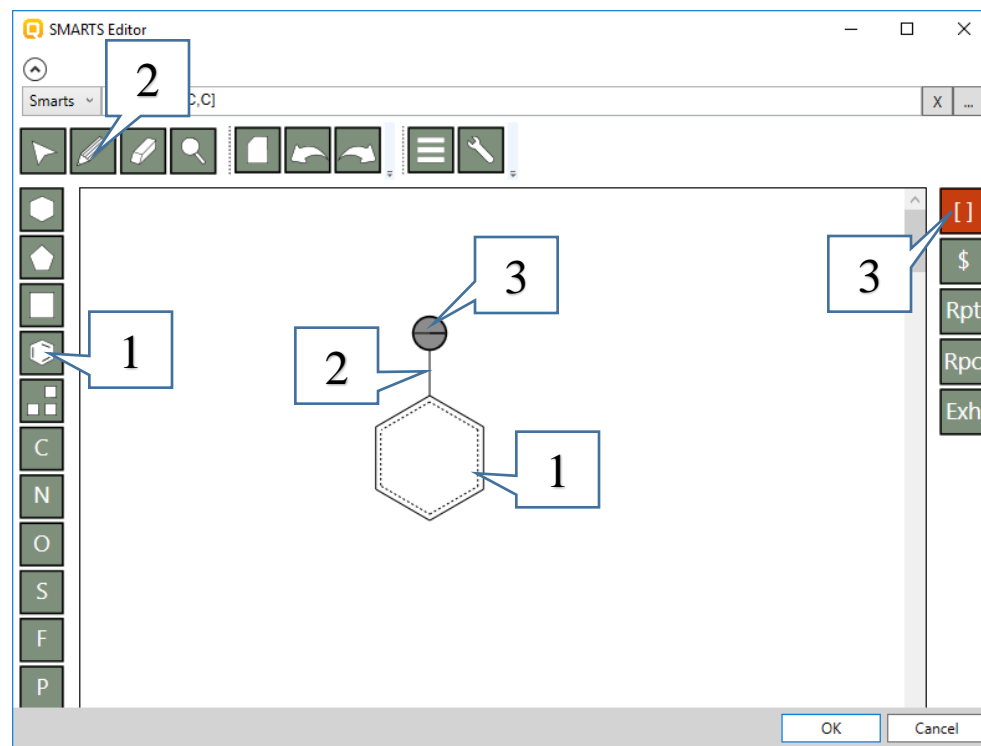 SMARTS Editor
2
Smarts
C,C]
X
...
[ ]
3
3
$
Rpt
1
2
Rpc
Exh
C
1
N
O
S
F
P
OK
Cancel